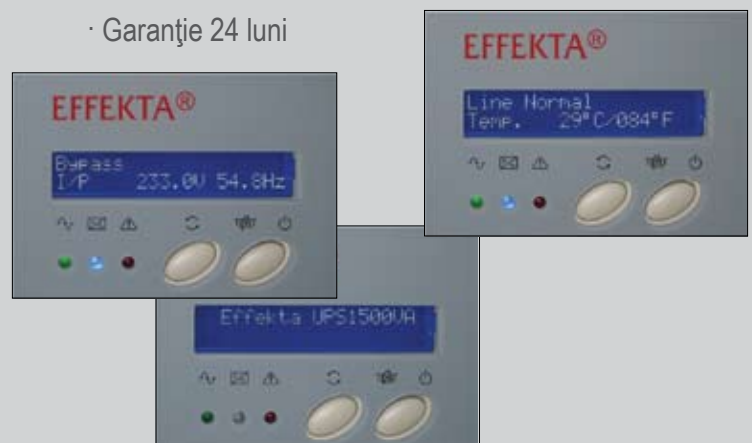 · Garanţie 24 luni
EFFEKTA®
Line Normal
Temp. 29°C/084°F
EFFEKTA®
Bypass
I/P 233.0V 54.8Hz
Effekta UPS1500VA